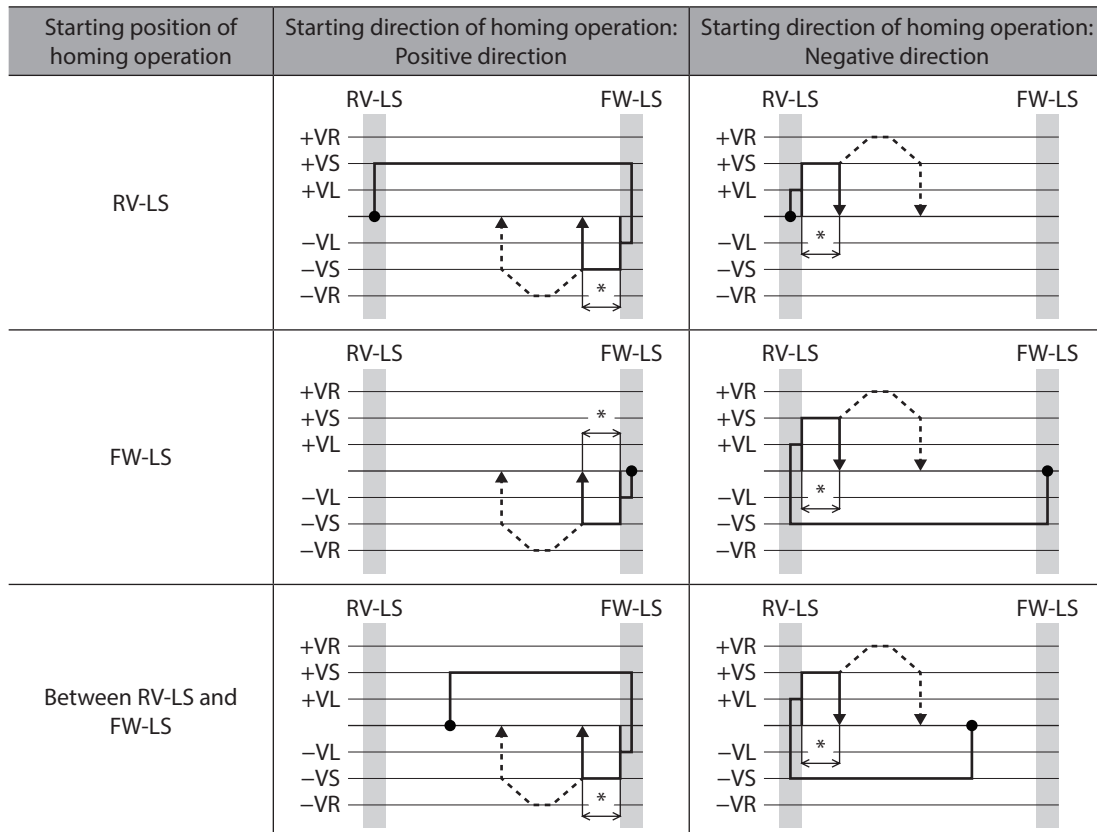 Starting position of
homing operation
Starting direction of homing operation:
Positive direction
Starting direction of homing operation:
Negative direction
RV-LS
RV-LS FW-LS
+VR
+VS
+VL
−VL
−VS
−VR
*
RV-LS FW-LS
+VR
+VS
+VL
−VL
−VS
−VR
*
FW-LS
RV-LS FW-LS
+VR
+VS
+VL
−VL
−VS
−VR
*
RV-LS FW-LS
+VR
+VS
+VL
−VL
−VS
−VR
*
Between RV-LS and
FW-LS
RV-LS FW-LS
+VR
+VS
+VL
−VL
−VS
−VR
*
RV-LS FW-LS
+VR
+VS
+VL
−VL
−VS
−VR
*